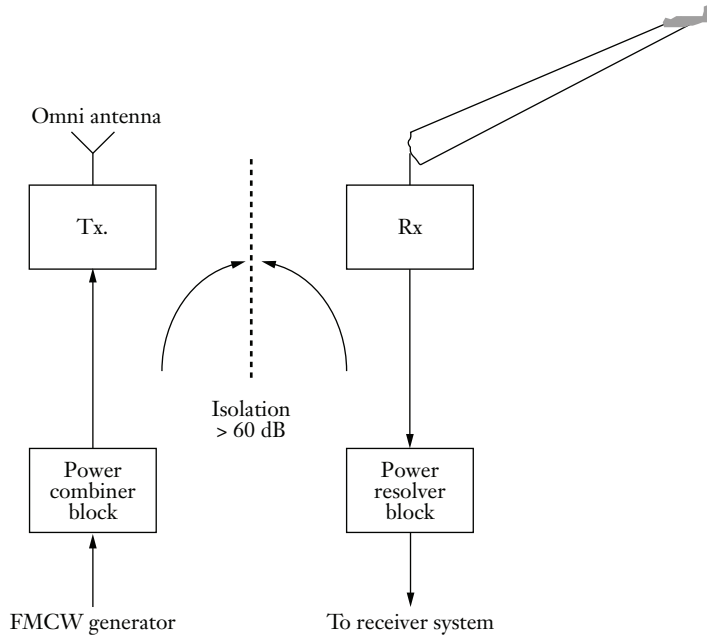 Omni antenna
Tx.
Rx
Isolation
> 60 dB
Power
combiner
block
Power
resolver
block
FMCW generator
To receiver system